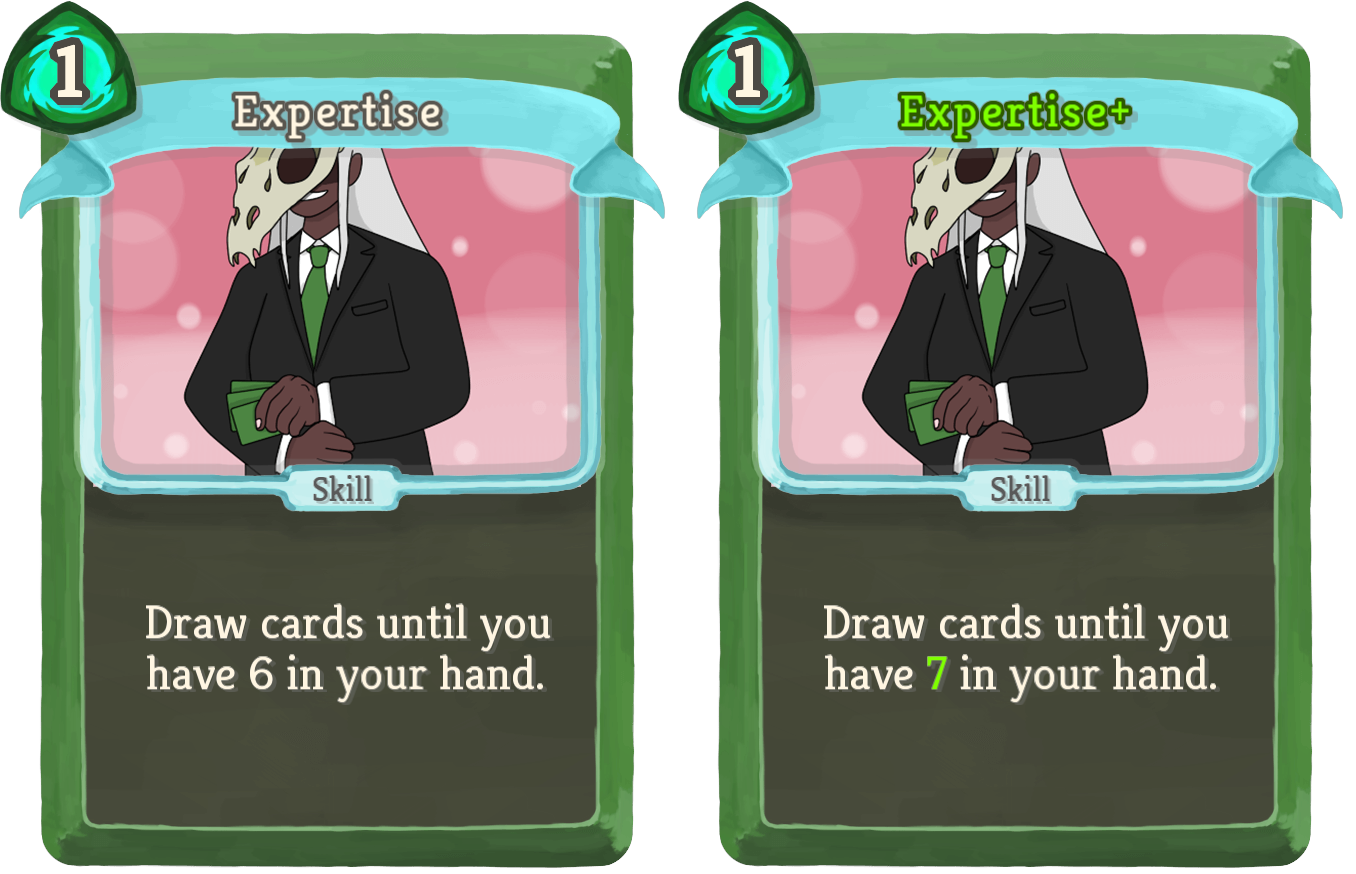 1
Expertise
Skill
Draw cards until you
have 6 in your hand.
1
Expertise+
Skill
Draw cards until you
have 7 in your hand.